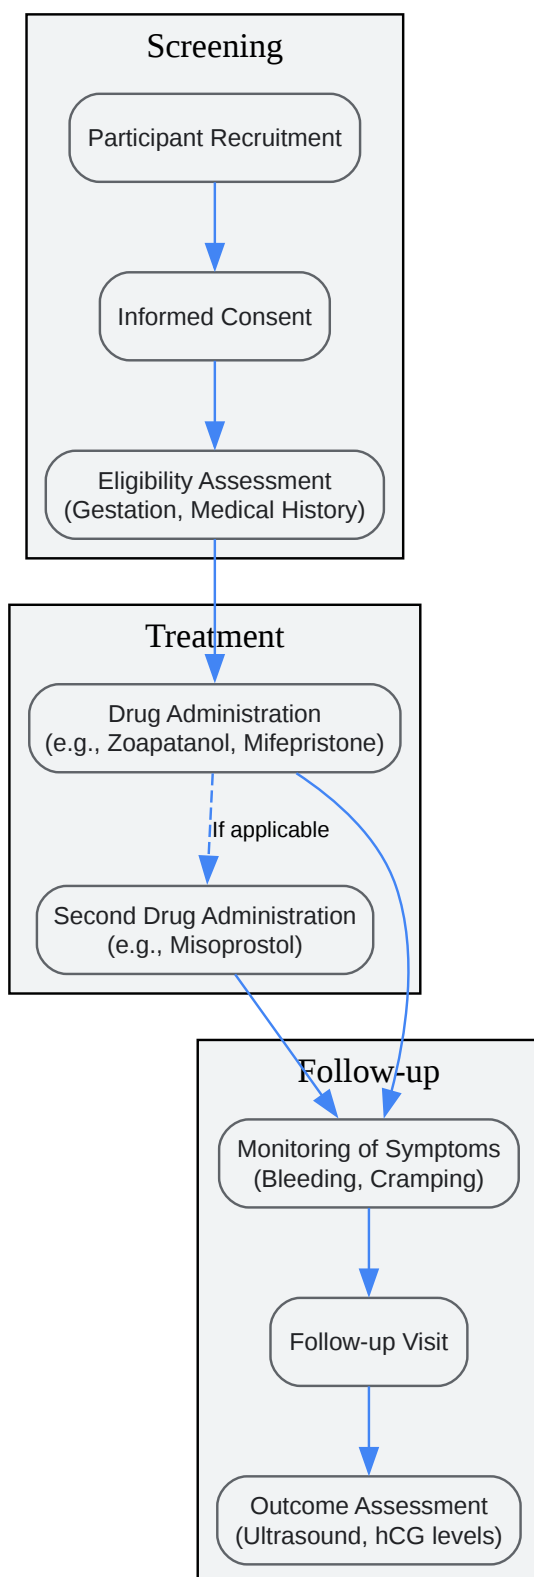 Screening
Participant Recruitment
Informed Consent
Eligibility Assessment
(Gestation, Medical History)
Treatment
Drug Administration
(e.g., Zoapatanol, Mifepristone)
If applicable
Second Drug Administration
(e.g., Misoprostol)
Follow-up
Monitoring of Symptoms
(Bleeding, Cramping)
Follow-up Visit
Outcome Assessment
(Ultrasound, hCG levels)